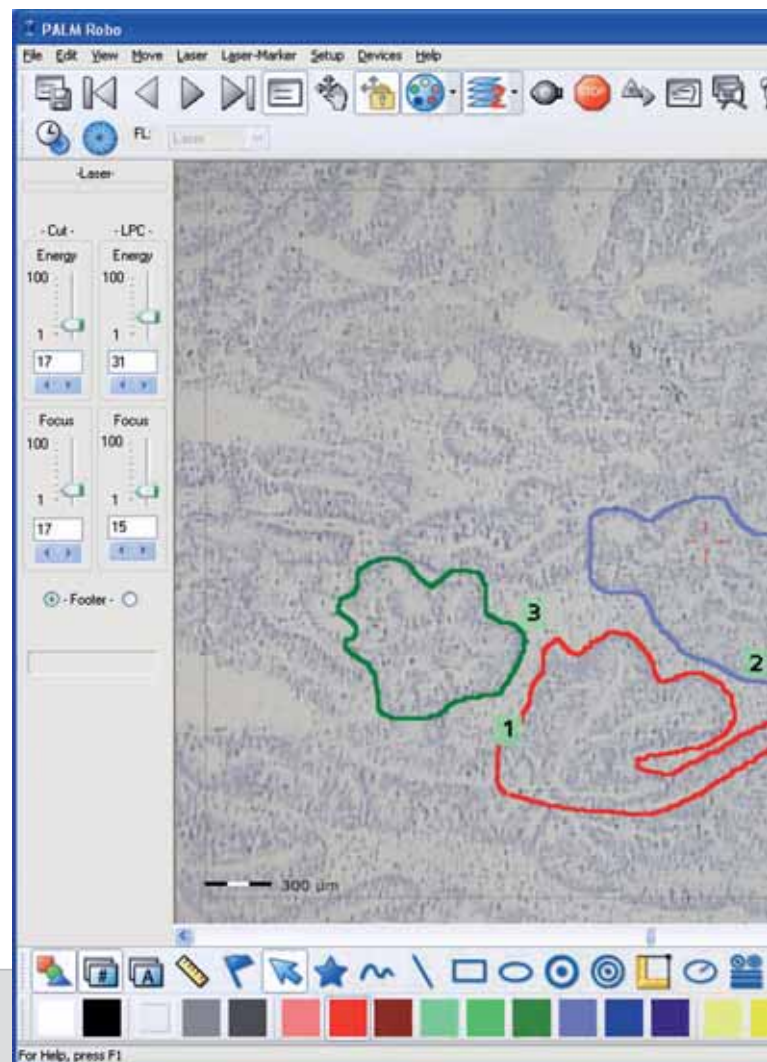 PALM Robo
File Edit View Move Laser Laser-Marker Setup Devices Help
STOP
FL: Laser
-Laser-
- Cut - - LPC -
Energy Energy
100 100
1 1
17 31
Focus Focus
100 100
1 1
17 15
- Footer -
3
2
1
300 µm
# A
For Help, press F1